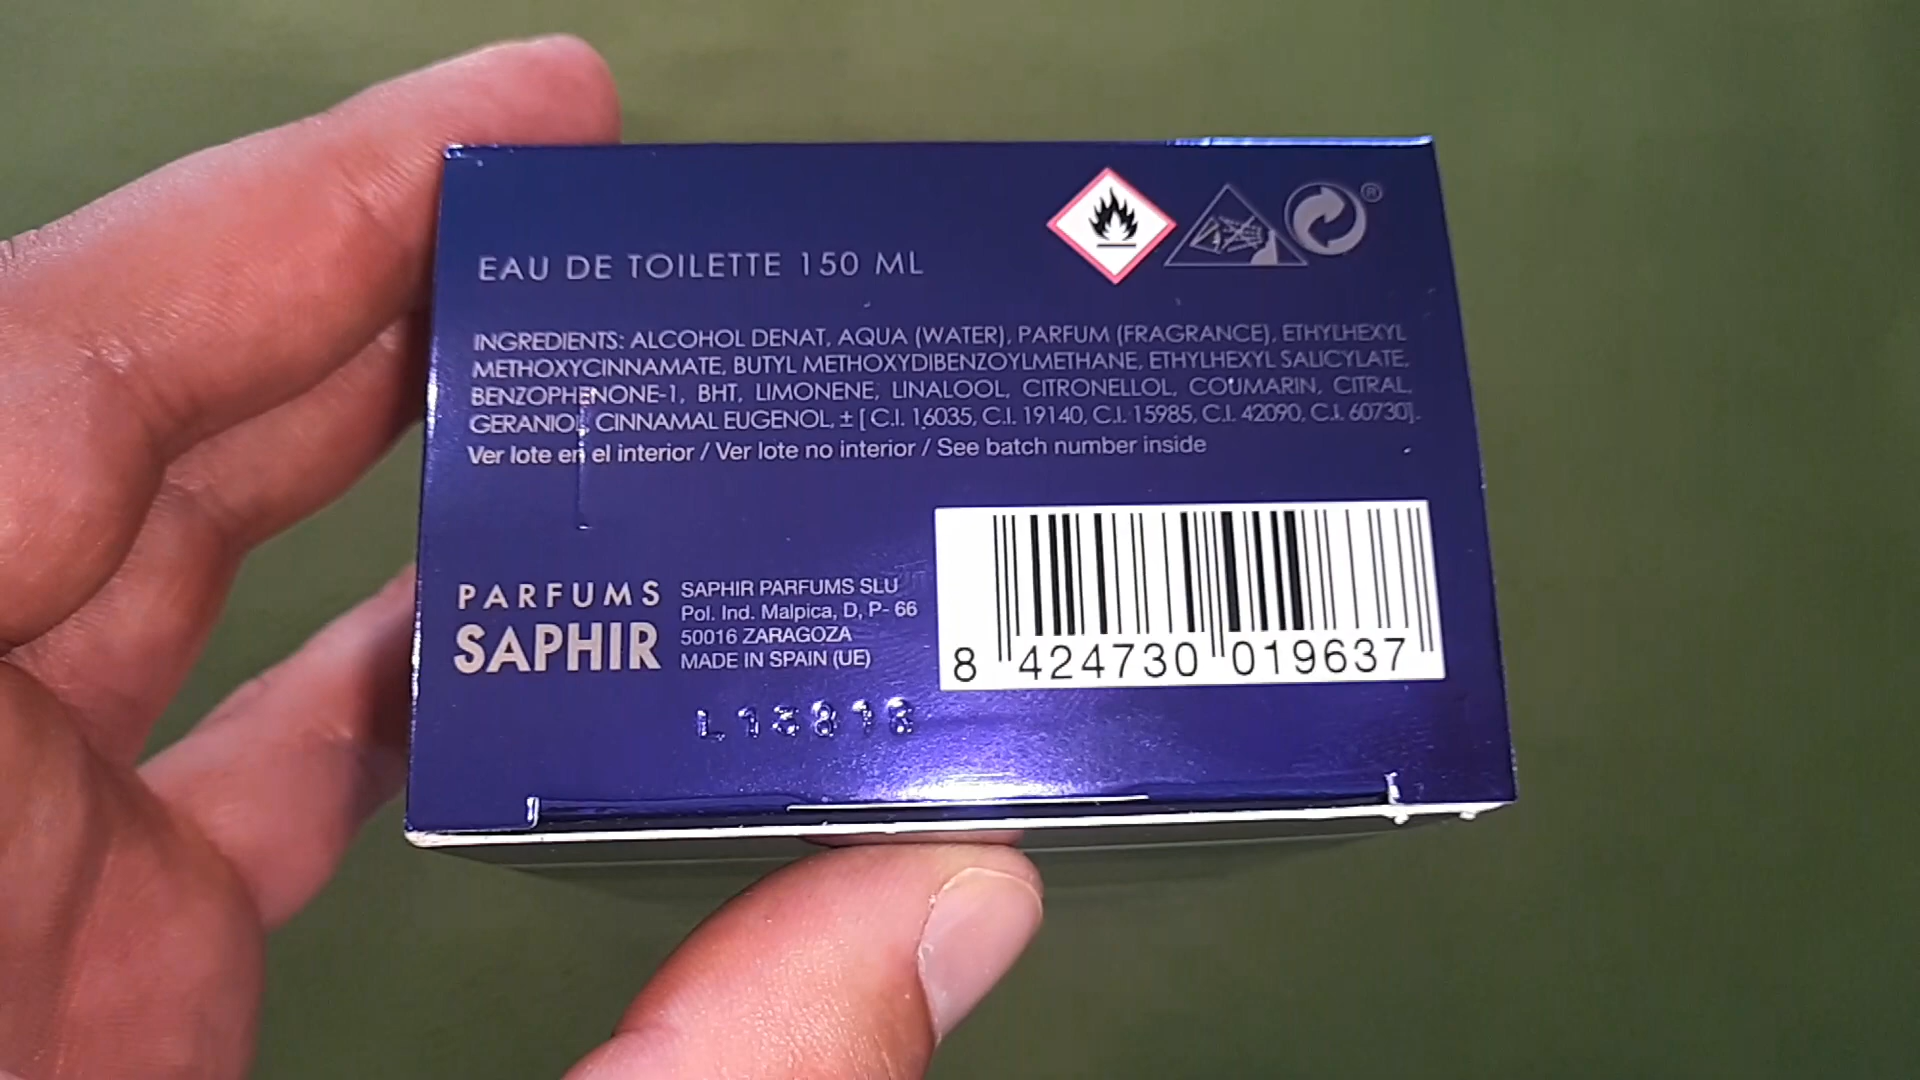 ®
EAU DE TOILETTE 150 ML
INGREDIENTS: ALCOHOL DENAT, AQUA (WATER), PARFUM (FRAGRANCE), ETHYLHEXYL
METHOXYCINNAMATE, BUTYL METHOXYDIBENZOYLMETHANE, ETHYLHEXYL SALICYLATE,
BENZOPHENONE-1, BHT, LIMONENE, LINALOOL, CITRONELLOL, COUMARIN, CITRAL,
GERANIOL, CINNAMAL EUGENOL, ± [ C.I. 16035, C.I. 19140, C.I. 15985, C.I. 42090, C.I. 60730].
Ver lote en el interior / Ver lote no interior / See batch number inside
PARFUMS
SAPHIR
SAPHIR PARFUMS SLU
Pol. Ind. Malpica, D, P- 66
50016 ZARAGOZA
MADE IN SPAIN (UE)
8 424730 019637